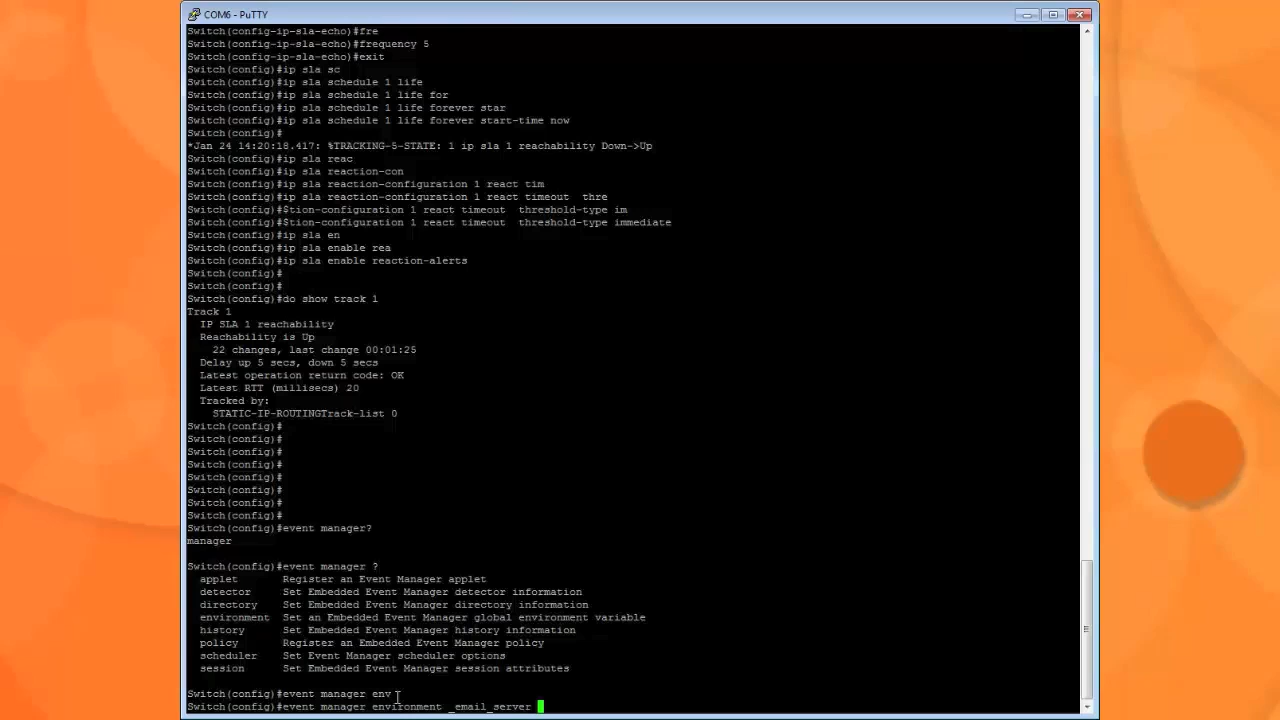 COM6 - PuTTY
Switch(config-ip-sla-echo)#fre
Switch(config-ip-sla-echo)#frequency 5
Switch(config-ip-sla-echo)#exit
Switch(config)#ip sla sc
Switch(config)#ip sla schedule 1 life
Switch(config)#ip sla schedule 1 life for
Switch(config)#ip sla schedule 1 life forever star
Switch(config)#ip sla schedule 1 life forever start-time now
Switch(config)#
*Jan 24 14:20:18.417: %TRACKING-5-STATE: 1 ip sla 1 reachability Down->Up
Switch(config)#ip sla reac
Switch(config)#ip sla reaction-con
Switch(config)#ip sla reaction-configuration 1 react tim
Switch(config)#ip sla reaction-configuration 1 react timeout  thre
Switch(config)#$tion-configuration 1 react timeout  threshold-type im
Switch(config)#$tion-configuration 1 react timeout  threshold-type immediate
Switch(config)#ip sla en
Switch(config)#ip sla enable rea
Switch(config)#ip sla enable reaction-alerts
Switch(config)#
Switch(config)#
Switch(config)#do show track 1
Track 1
  IP SLA 1 reachability
  Reachability is Up
    22 changes, last change 00:01:25
  Delay up 5 secs, down 5 secs
  Latest operation return code: OK
  Latest RTT (millisecs) 20
  Tracked by:
    STATIC-IP-ROUTINGTrack-list 0
Switch(config)#
Switch(config)#
Switch(config)#
Switch(config)#
Switch(config)#
Switch(config)#
Switch(config)#
Switch(config)#
Switch(config)#event manager?
manager
Switch(config)#event manager ?
  applet       Register an Event Manager applet
  detector     Set Embedded Event Manager detector information
  directory    Set Embedded Event Manager directory information
  environment  Set an Embedded Event Manager global environment variable
  history      Set Embedded Event Manager history information
  policy       Register an Embedded Event Manager policy
  scheduler    Set Event Manager scheduler options
  session      Set Embedded Event Manager session attributes
Switch(config)#event manager env
Switch(config)#event manager environment _email_server